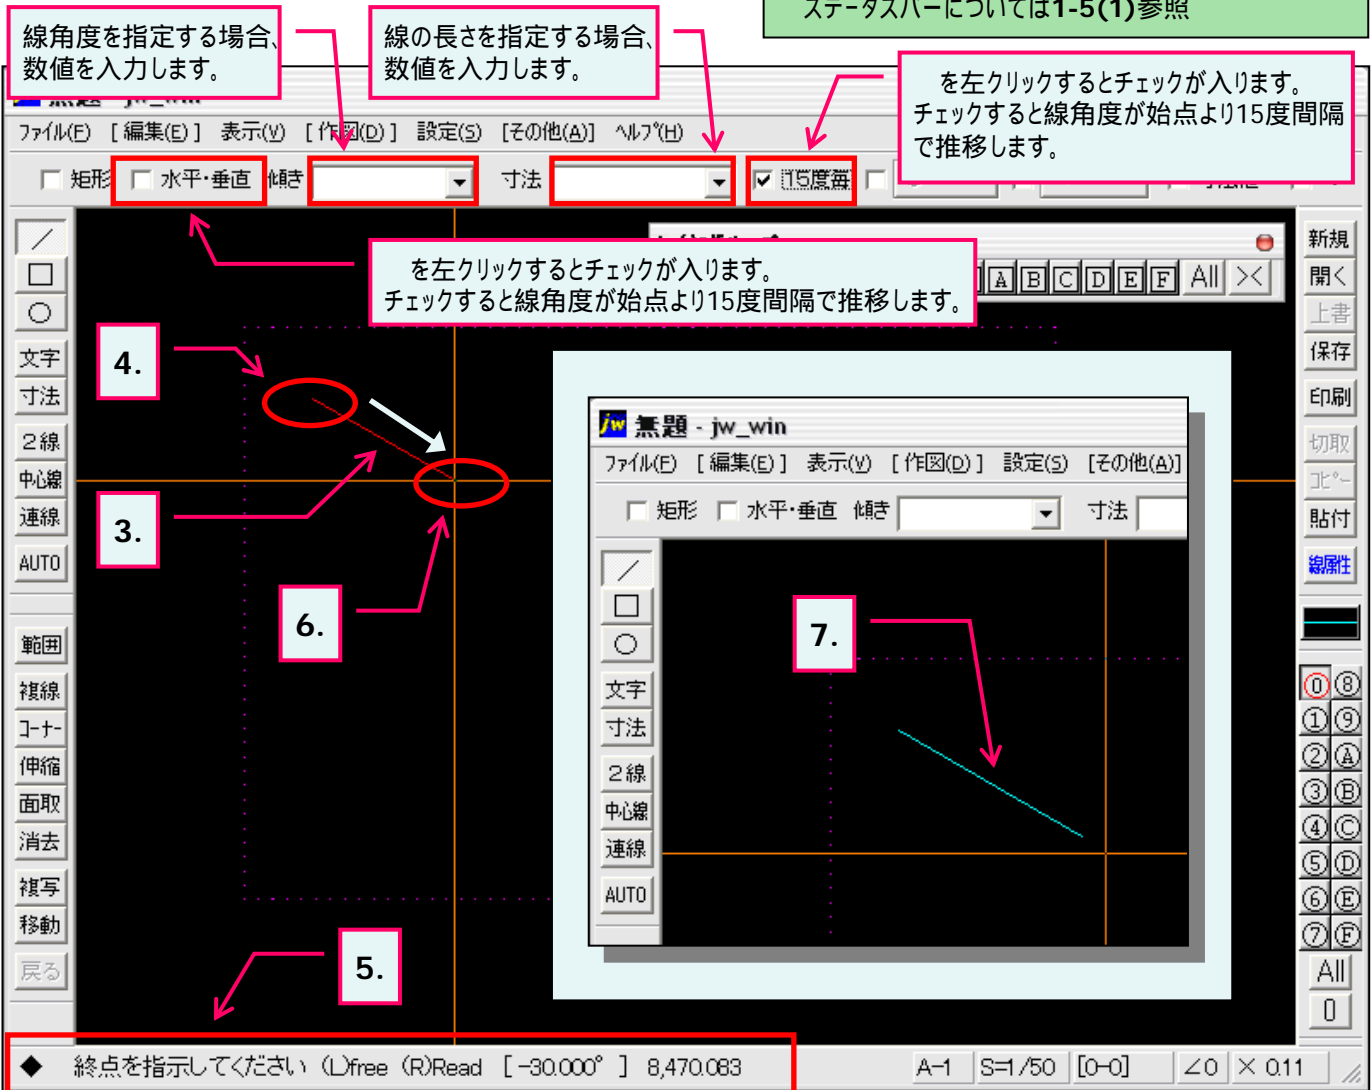 ステータスバーについては1-5(1)参照
線角度を指定する場合、
数値を入力します。
線の長さを指定する場合、
数値を入力します。
を左クリックするとチェックが入ります。
チェックすると線角度が始点より15度間隔
で推移します。
ファイル(F) [編集(E)] 表示(V) [作図(D)] 設定(S) [その他(A)] ヘルプ(H)
矩形 水平・垂直 傾き 寸法 15度毎
を左クリックするとチェックが入ります。
チェックすると線角度が始点より15度間隔で推移します。
A B C D E F All ><
文字
寸法
2線
中心線
連線
AUTO
範囲
複線
コーナー
伸縮
面取
消去
複写
移動
戻る
4.
3.
6.
5.
無題 - jw_win
ファイル(F) [編集(E)] 表示(V) [作図(D)] 設定(S) [その他(A)]
矩形 水平・垂直 傾き 寸法
文字
寸法
2線
中心線
連線
AUTO
7.
新規
開く
上書
保存
印刷
切取
コピー
貼付
線属性
0 8
1 9
2 A
3 B
4 C
5 D
6 E
7 F
All
0
◆ 終点を指示してください (L)free (R)Read [-30.000°] 8,470.083
A-1 S=1/50 [0-0] ∠0 × 0.11